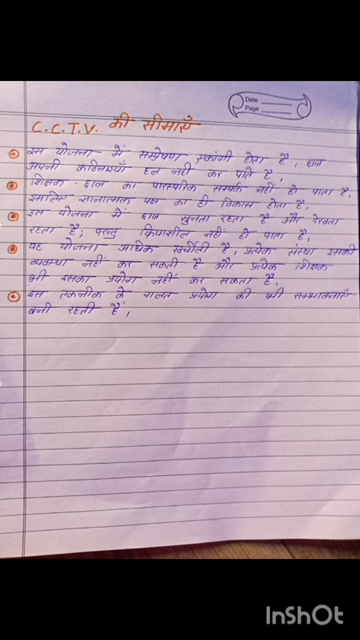 Date
Page
C.C.T.V. की सीमाएँ
इस योजना में सम्प्रेषण एकांगी होता है, छात्र
अपनी कठिनाइयाँ हल नहीं कर पाते है।
शिक्षक छात्र का पारस्परिक सम्पर्क नहीं हो पाता है,
इसलिए ज्ञानात्मक पक्ष का ही विकास होता है।
इस योजना में छात्र सुनता रहता है और देखता
रहता है; परन्तु क्रियाशील नहीं हो पाता है।
यह योजना अधिक खर्चीली है प्रत्येक संस्था इसकी
व्यवस्था नहीं कर सकती है और प्रत्येक शिक्षक
भी इसका प्रयोग नहीं कर सकता है,
इस तकनीक के गलत प्रयोग की भी सम्भावनाएँ
बनी रहती हैं।
InShOt